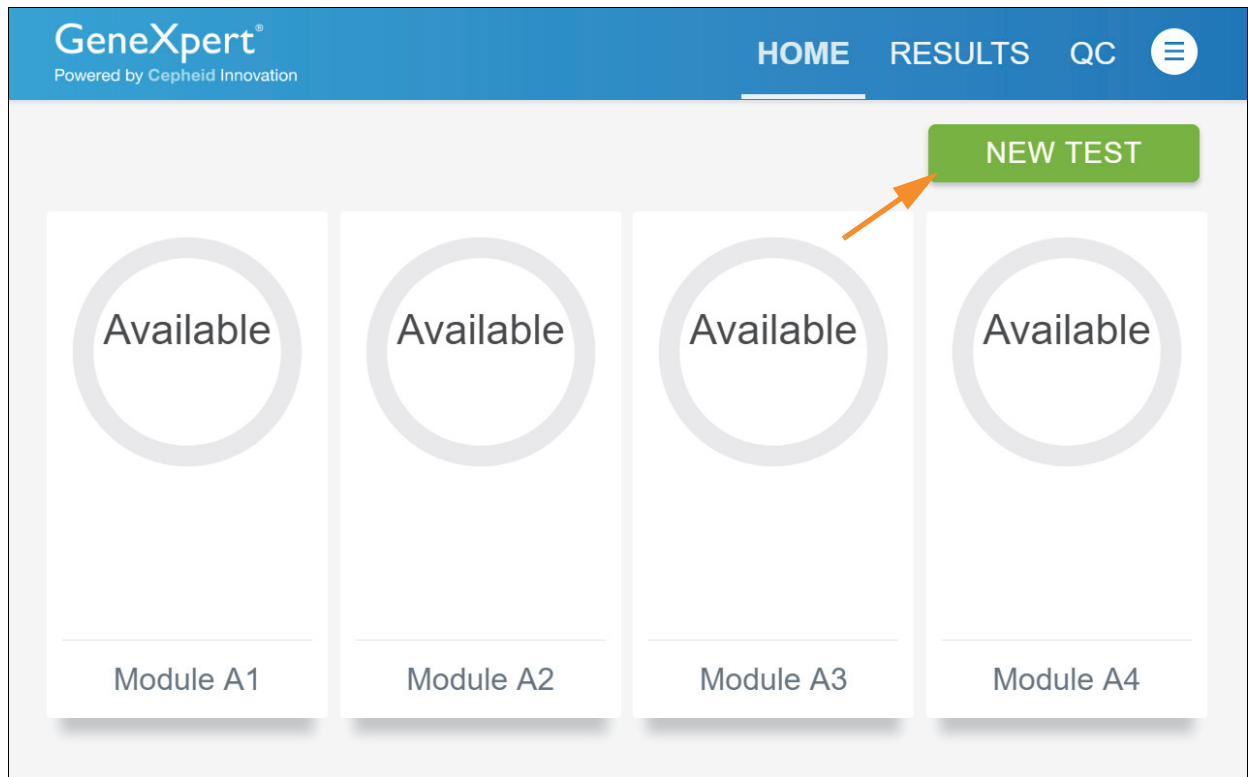 GeneXpert®
Powered by Cepheid Innovation
HOME RESULTS QC
NEW TEST
Available Available Available Available
Module A1 Module A2 Module A3 Module A4